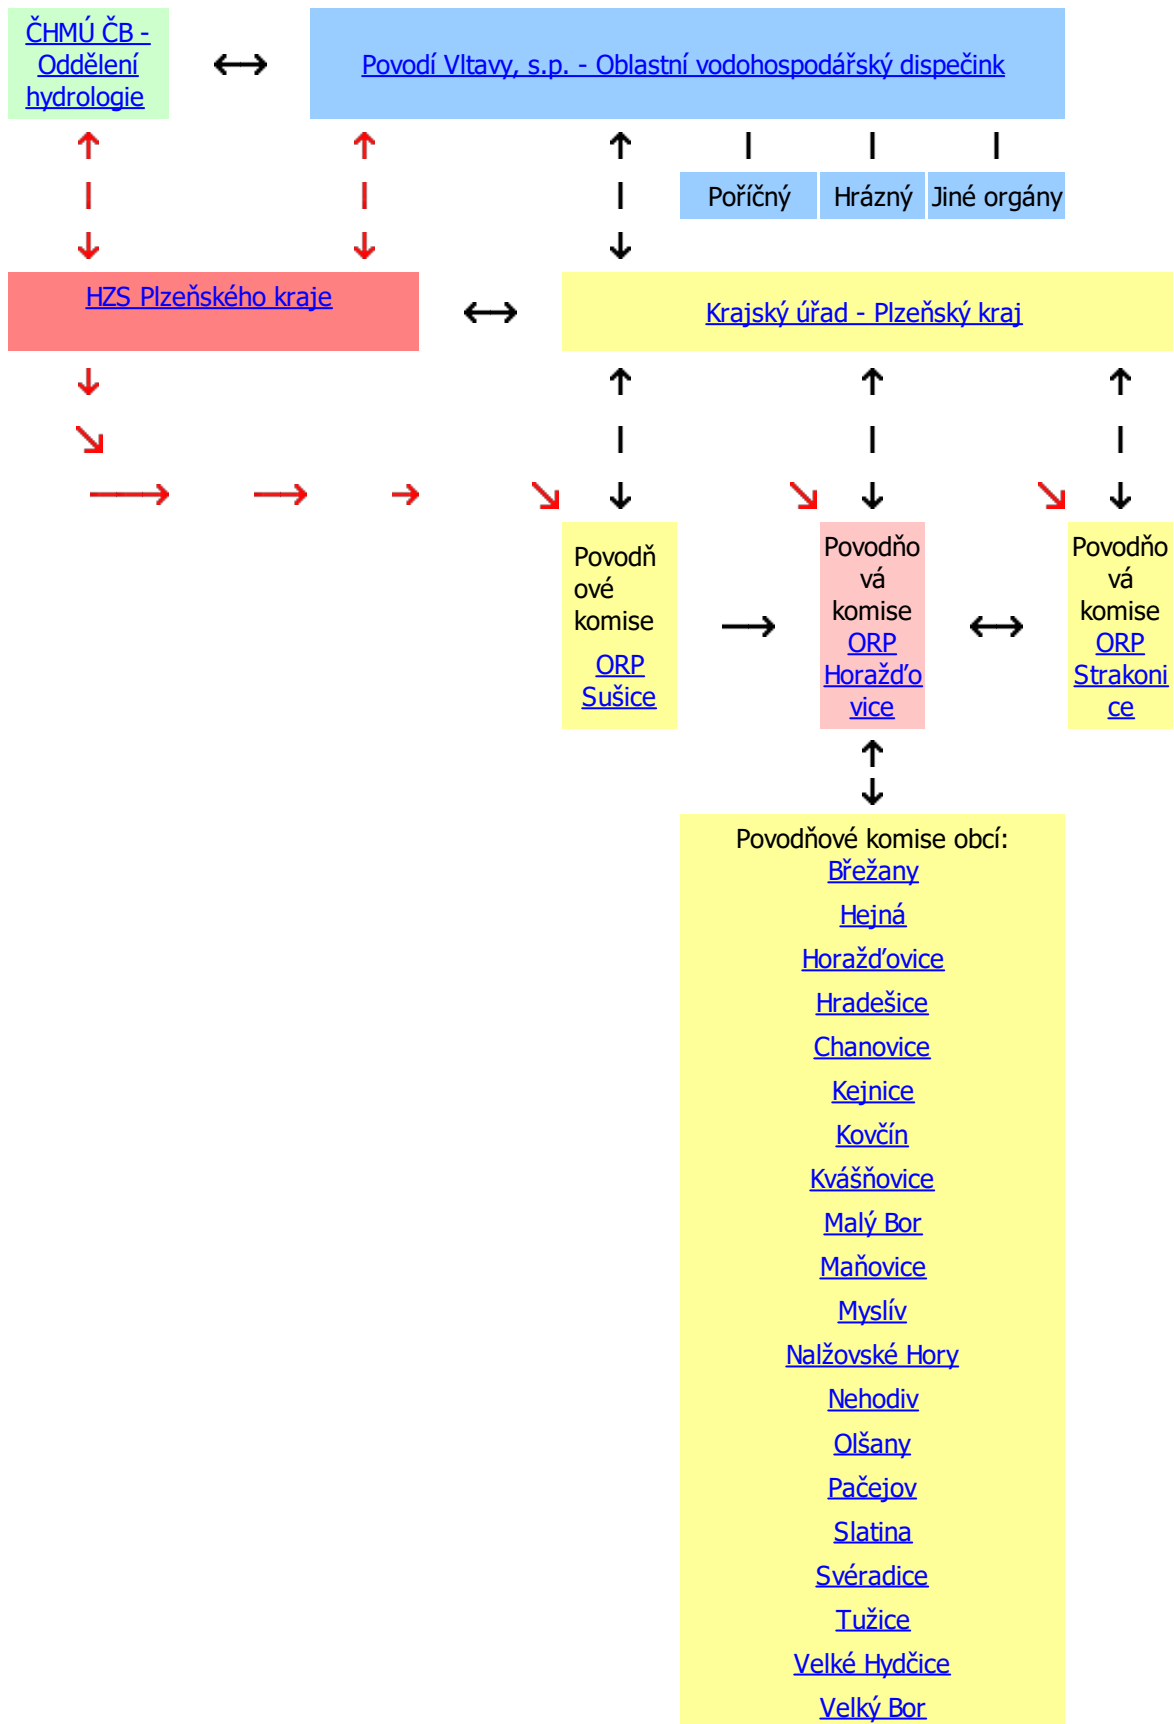 ČHMÚ ČB -
Oddělení
hydrologie
Povodí Vltavy, s.p. - Oblastní vodohospodářský dispečink
Poříčný
Hrázný
Jiné orgány
HZS Plzeňského kraje
Krajský úřad - Plzeňský kraj
Povodň
ové
komise
ORP
Sušice
Povodňo
vá
komise
ORP
Horažďo
vice
Povodňo
vá
komise
ORP
Strakoni
ce
Povodňové komise obcí:
Břežany
Hejná
Horažďovice
Hradešice
Chanovice
Kejnice
Kovčín
Kvášňovice
Malý Bor
Maňovice
Myslív
Nalžovské Hory
Nehodiv
Olšany
Pačejov
Slatina
Svéradice
Tužice
Velké Hydčice
Velký Bor